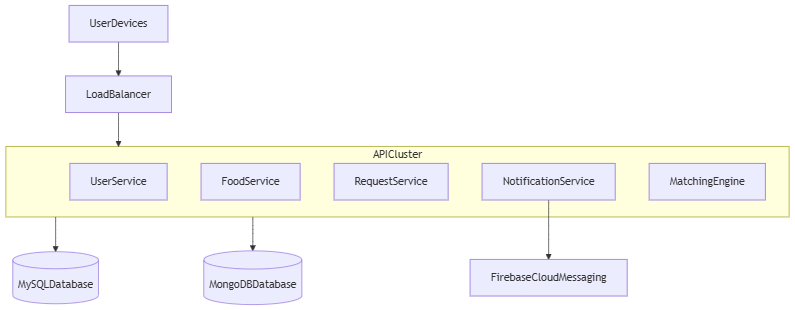 UserDevices
LoadBalancer
APICluster
UserService
FoodService
RequestService
NotificationService
MatchingEngine
MySQLDatabase
MongoDBDatabase
FirebaseCloudMessaging